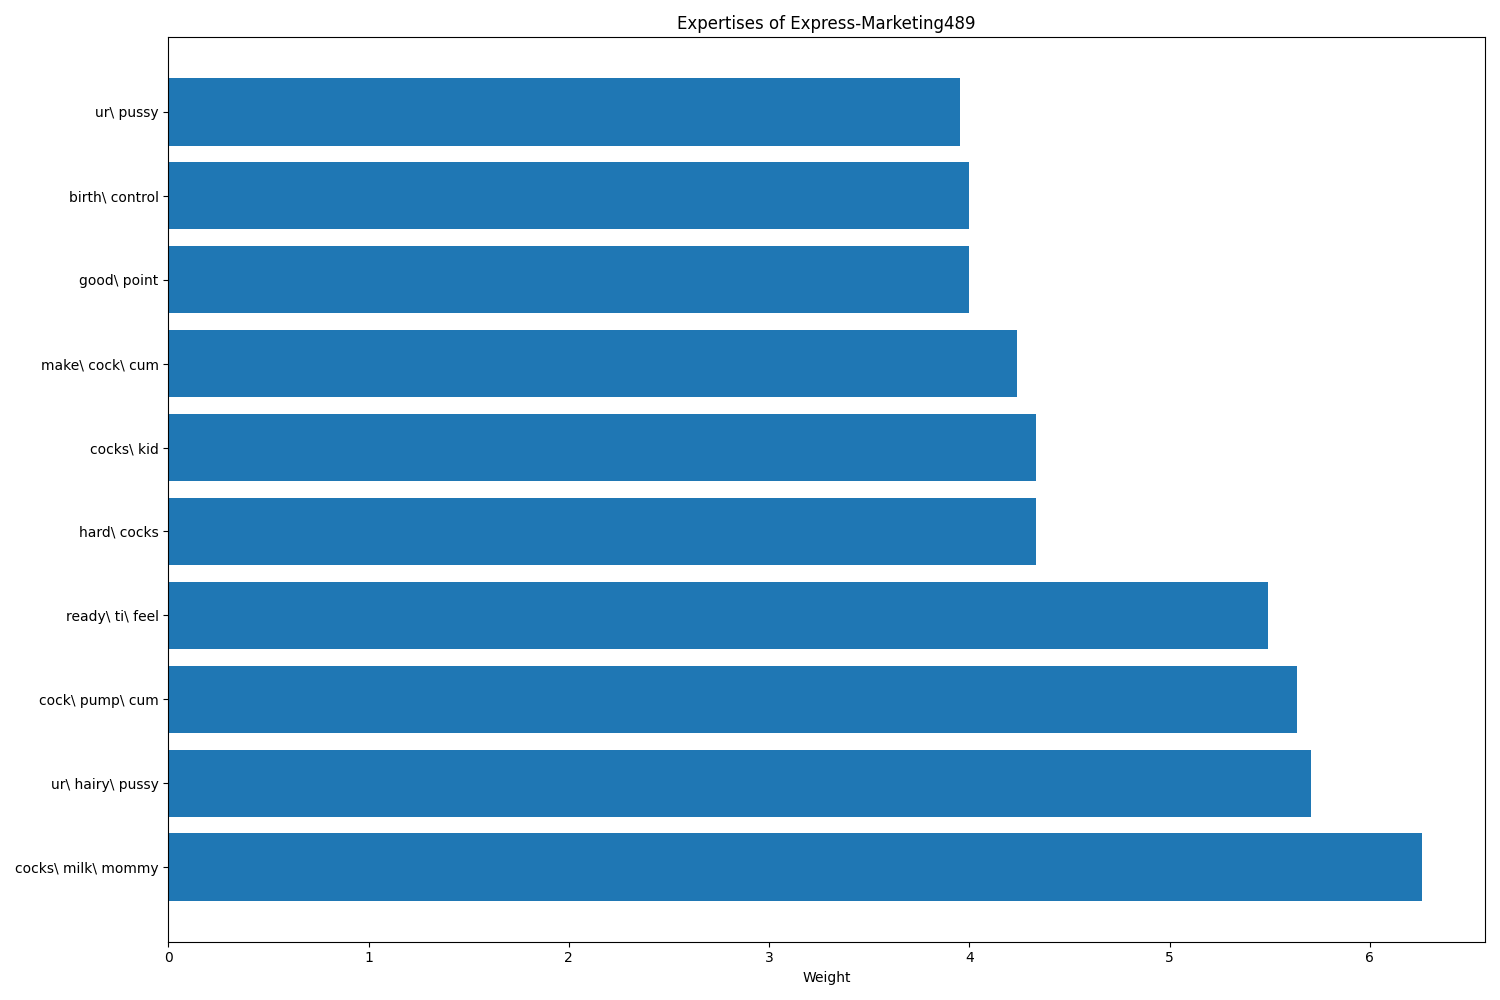 Expertises of Express-Marketing489
ur\ pussy
birth\ control
good\ point
make\ cock\ cum
cocks\ kid
hard\ cocks
ready\ ti\ feel
cock\ pump\ cum
ur\ hairy\ pussy
cocks\ milk\ mommy
0 1 2 3 4 5 6
Weight